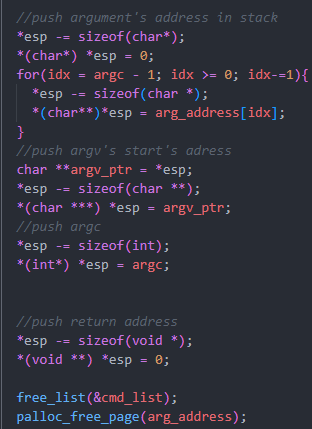 //push argument's address in stack
*esp -= sizeof(char*);
*(char*) *esp = 0;
for(idx = argc - 1; idx >= 0; idx-=1){
*esp -= sizeof(char *);
*(char**)*esp = arg_address[idx];
}
//push argv's start's adress
char **argv_ptr = *esp;
*esp -= sizeof(char **);
*(char ***) *esp = argv_ptr;
//push argc
*esp -= sizeof(int);
*(int*) *esp = argc;
//push return address
*esp -= sizeof(void *);
*(void **) *esp = 0;
free_list(&cmd_list);
palloc_free_page(arg_address);